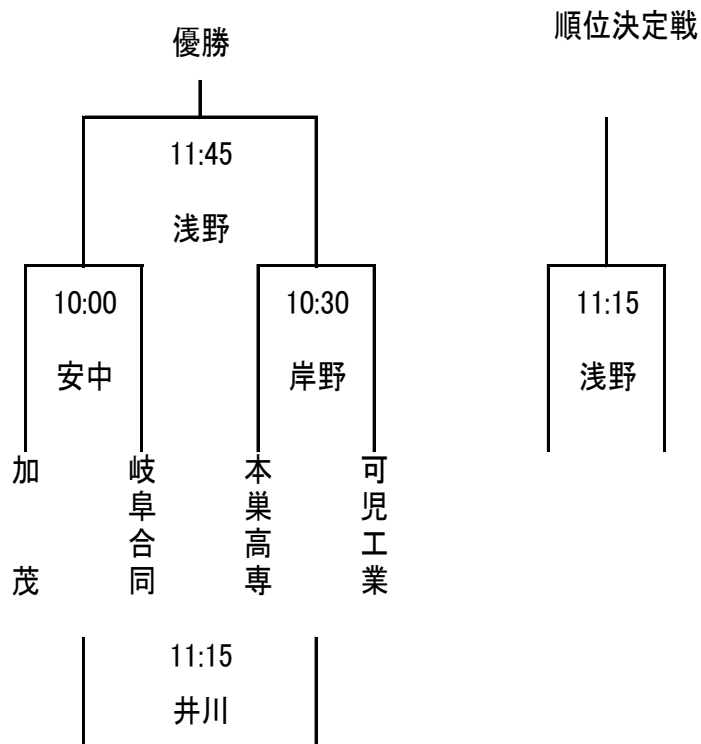 優勝
順位決定戦
11:45
浅野
10:00
安中
10:30
岸野
11:15
浅野
加茂
岐阜合同
本巣高専
可児工業
11:15
井川